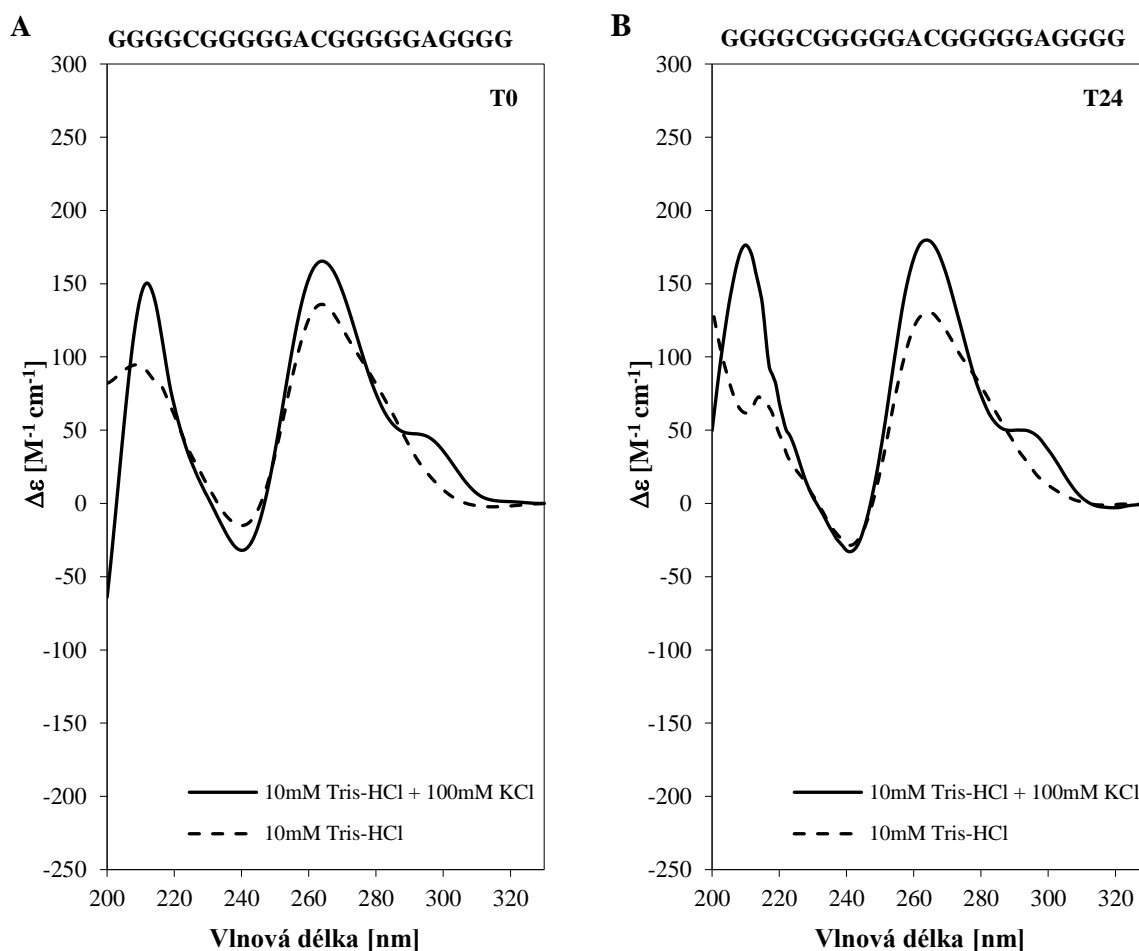 A
GGGGCGGGGGACGGGGGAGGGG
T0
300
250
200
150
100
50
0
-50
-100
-150
-200
-250
Δε [M⁻¹ cm⁻¹]
10mM Tris-HCl + 100mM KCl
10mM Tris-HCl
200 220 240 260 280 300 320
Vlnová délka [nm]
B
GGGGCGGGGGACGGGGGAGGGG
T24
300
250
200
150
100
50
0
-50
-100
-150
-200
-250
Δε [M⁻¹ cm⁻¹]
10mM Tris-HCl + 100mM KCl
10mM Tris-HCl
200 220 240 260 280 300 320
Vlnová délka [nm]